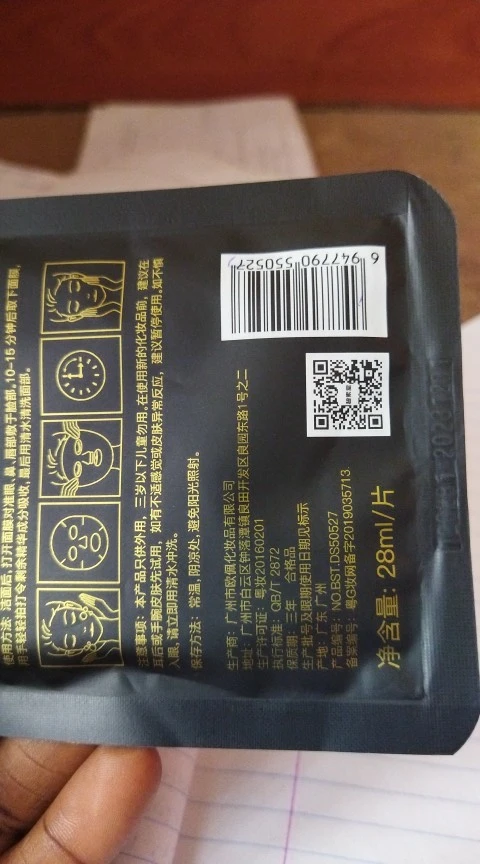 使用方法: 洁面后, 打开面膜对准眼、鼻、唇部敷于脸部, 10-15 分钟后取下面膜,
用手轻轻拍打令剩余精华成分吸收, 最后用清水清洗面部。
注意事项: 本产品只供外用, 三岁以下儿童勿用。在使用新的化妆品前, 建议在
耳后或手腕皮肤先试用, 如有不适感觉或皮肤异常反应, 建议暂停使用。如不慎
入眼, 请立即用清水冲洗。
保存方法: 常温, 阴凉处, 避免阳光照射。
生产商: 广州市欧佩化妆品有限公司
地址: 广州市白云区钟落潭镇良田开发区良园东路1号之二
生产许可证: 粤妆20160201
执行标准: QB/T 2872
保质期: 三年 合格品
生产批号及限期使用日期见标示
产地: 广东 广州
产品编号: NO.BST.DS50527
备案编号: 粤G妆网备字2019035713
净含量: 28ml/片
6 947790 550527